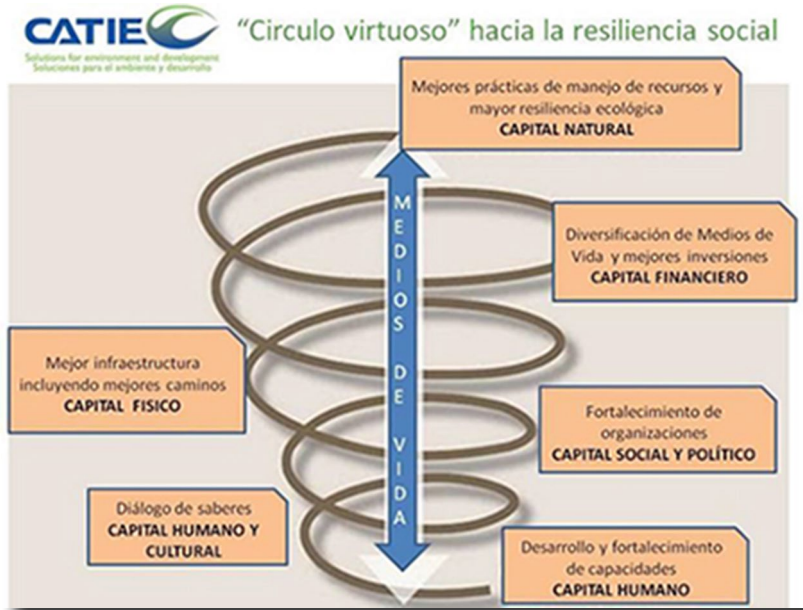 CATIE
Solutions for environment and development
Soluciones para el ambiente y desarrollo
“Circulo virtuoso” hacia la resiliencia social
Mejores prácticas de manejo de recursos y
mayor resiliencia ecológica
CAPITAL NATURAL
Diversificación de Medios de
Vida y mejores inversiones
CAPITAL FINANCIERO
MEDIOS DE VIDA
Mejor infraestructura
incluyendo mejores caminos
CAPITAL FISICO
Fortalecimiento de
organizaciones
CAPITAL SOCIAL Y POLÍTICO
Diálogo de saberes
CAPITAL HUMANO Y
CULTURAL
Desarrollo y fortalecimiento
de capacidades
CAPITAL HUMANO